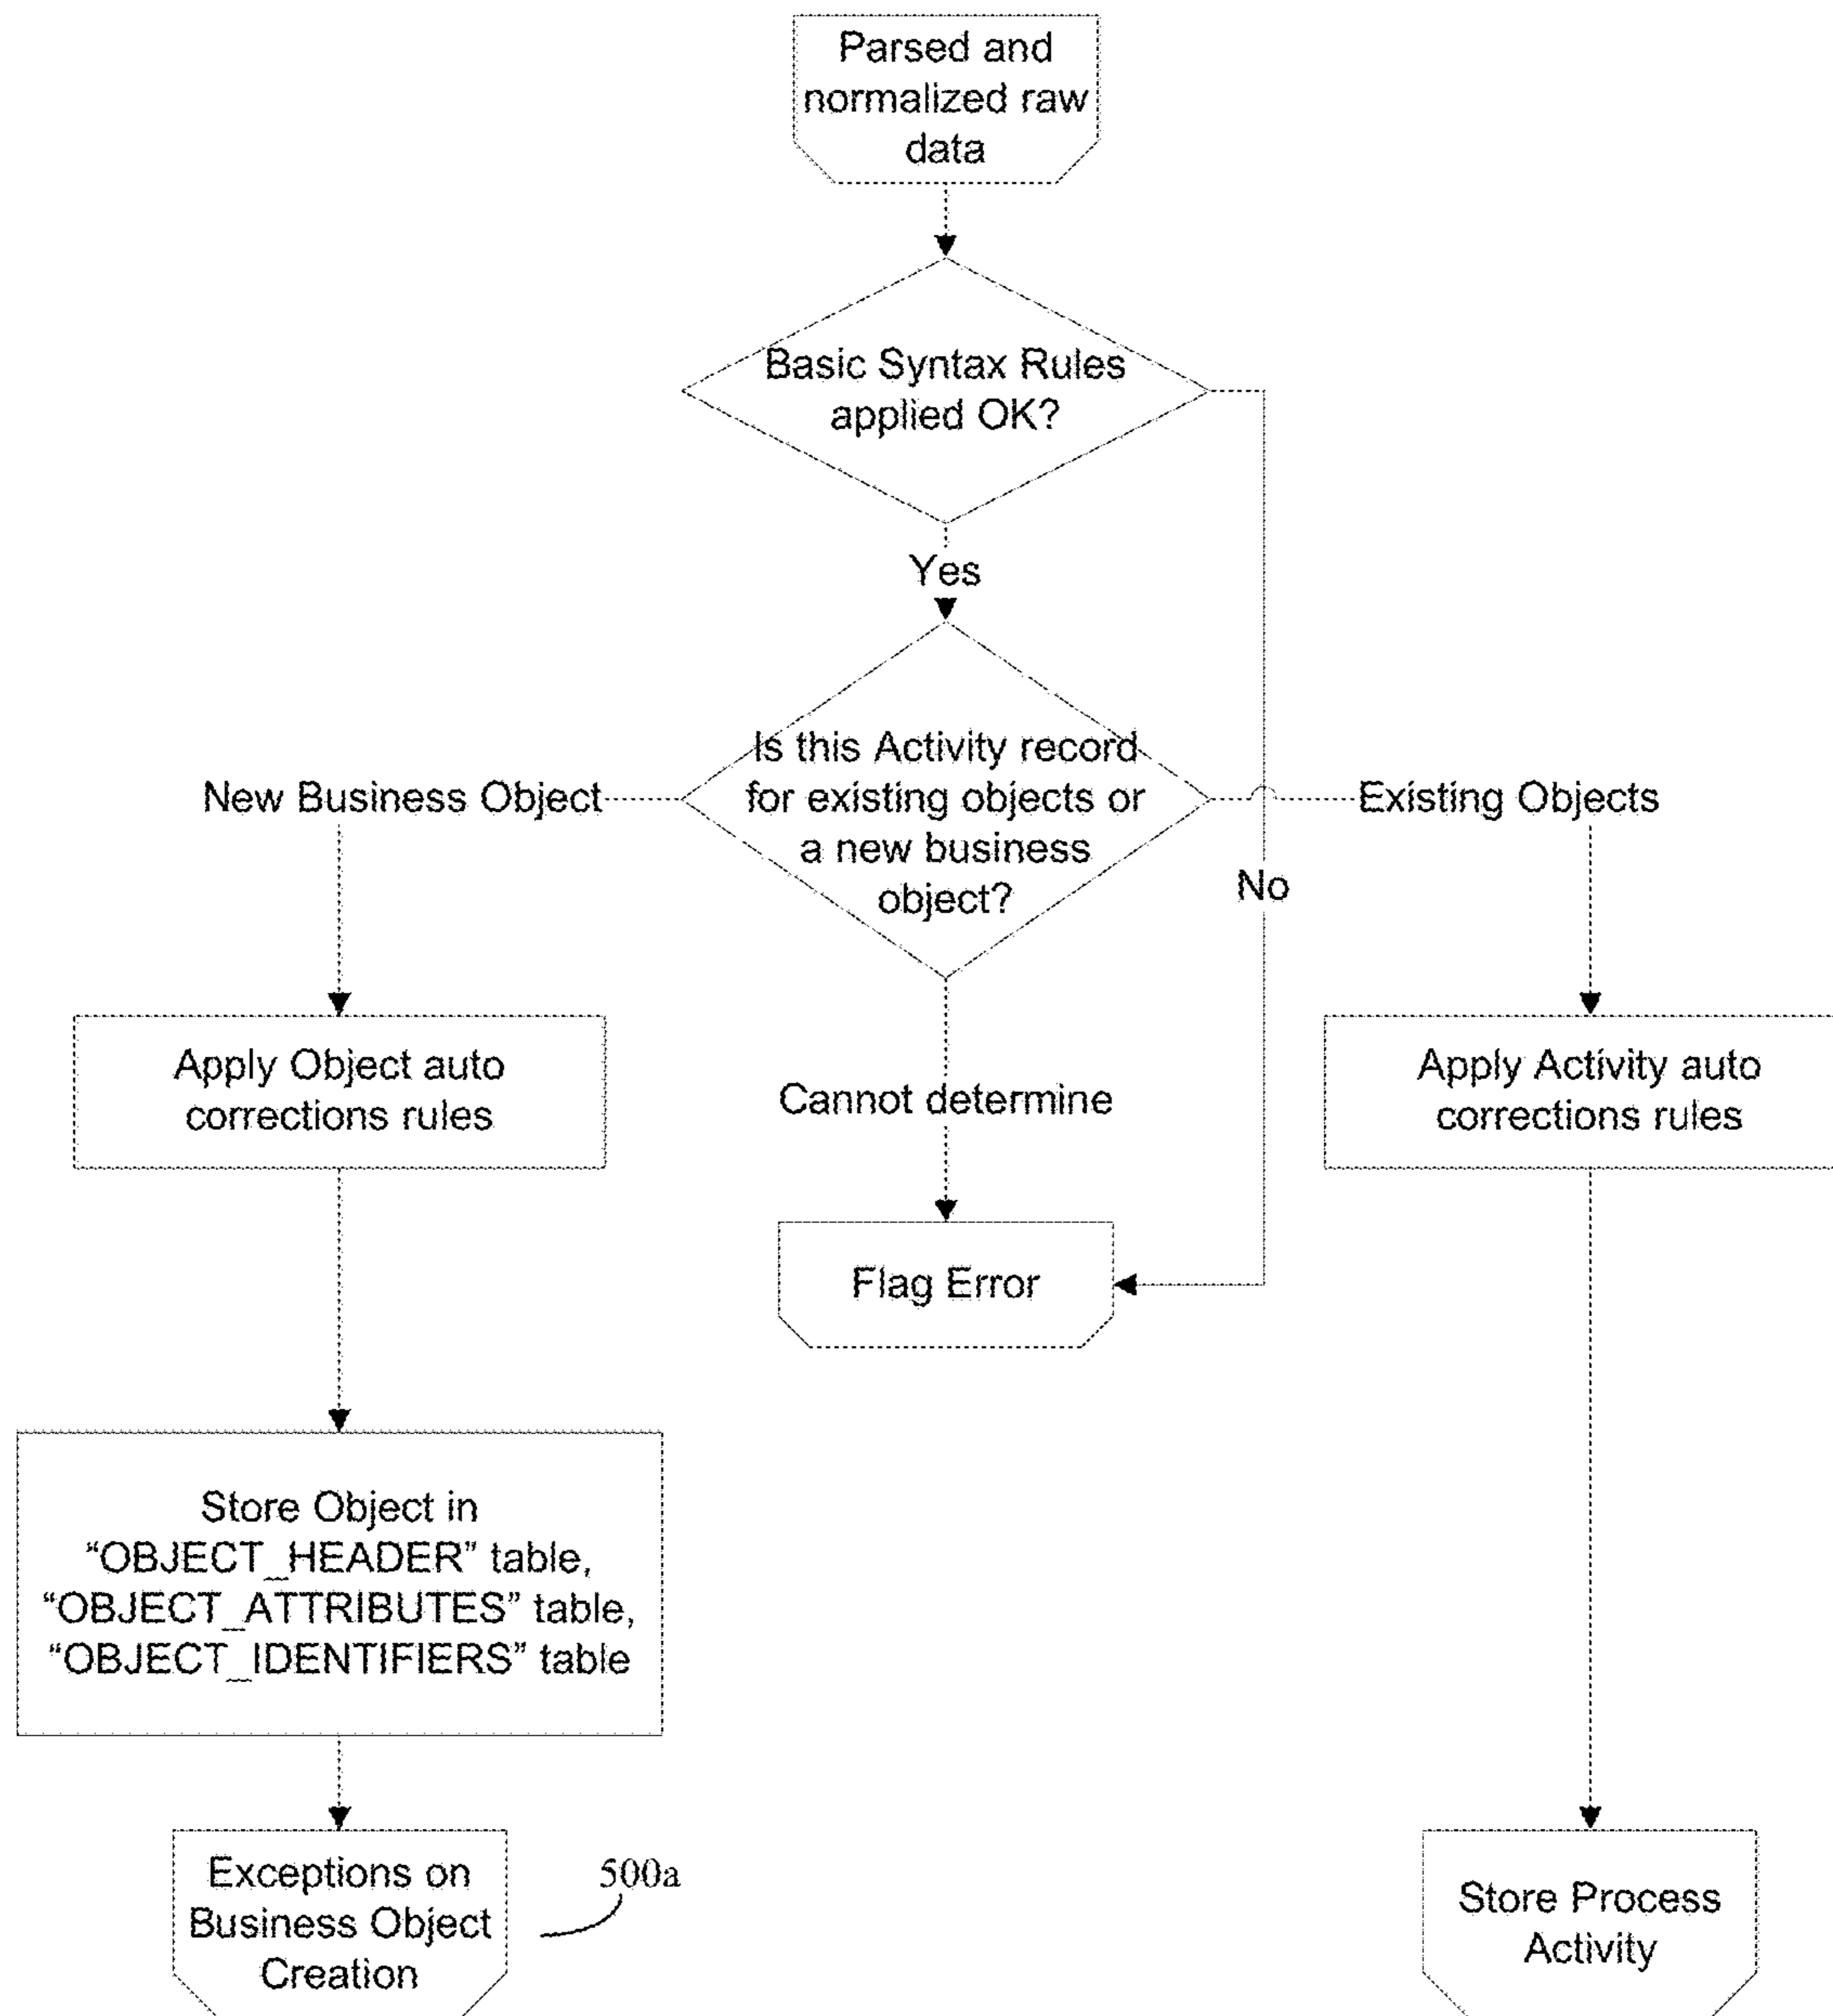 Parsed and
normalized raw
data
Basic Syntax Rules
applied OK?
Yes
Is this Activity record
for existing objects or
a new business
object?
New Business Object
Existing Objects
No
Cannot determine
Apply Object auto
corrections rules
Apply Activity auto
corrections rules
Flag Error
Store Object in
“OBJECT_HEADER” table,
“OBJECT_ATTRIBUTES” table,
“OBJECT_IDENTIFIERS” table
Exceptions on
Business Object
Creation
500a
Store Process
Activity